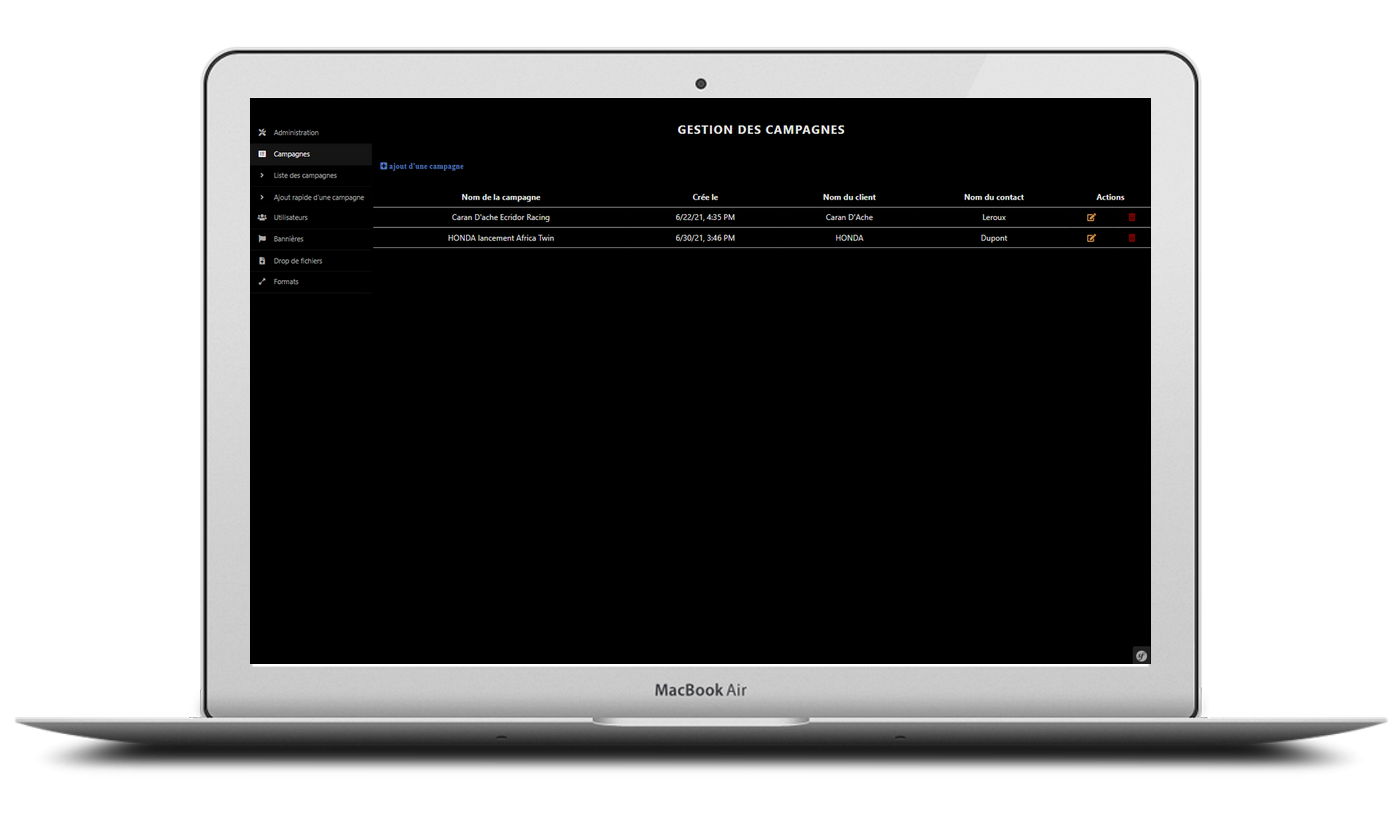 GESTION DES CAMPAGNES
Administration
Campagnes
Liste des campagnes
Ajout rapide d'une campagne
Utilisateurs
Bannières
Drop de fichiers
Formats
ajout d'une campagne
Nom de la campagne Crée le Nom du client Nom du contact Actions
Caran D'ache Ecridor Racing 6/22/21, 4:35 PM Caran D'Ache Leroux
HONDA lancement Africa Twin 6/30/21, 3:46 PM HONDA Dupont
sf
MacBook Air